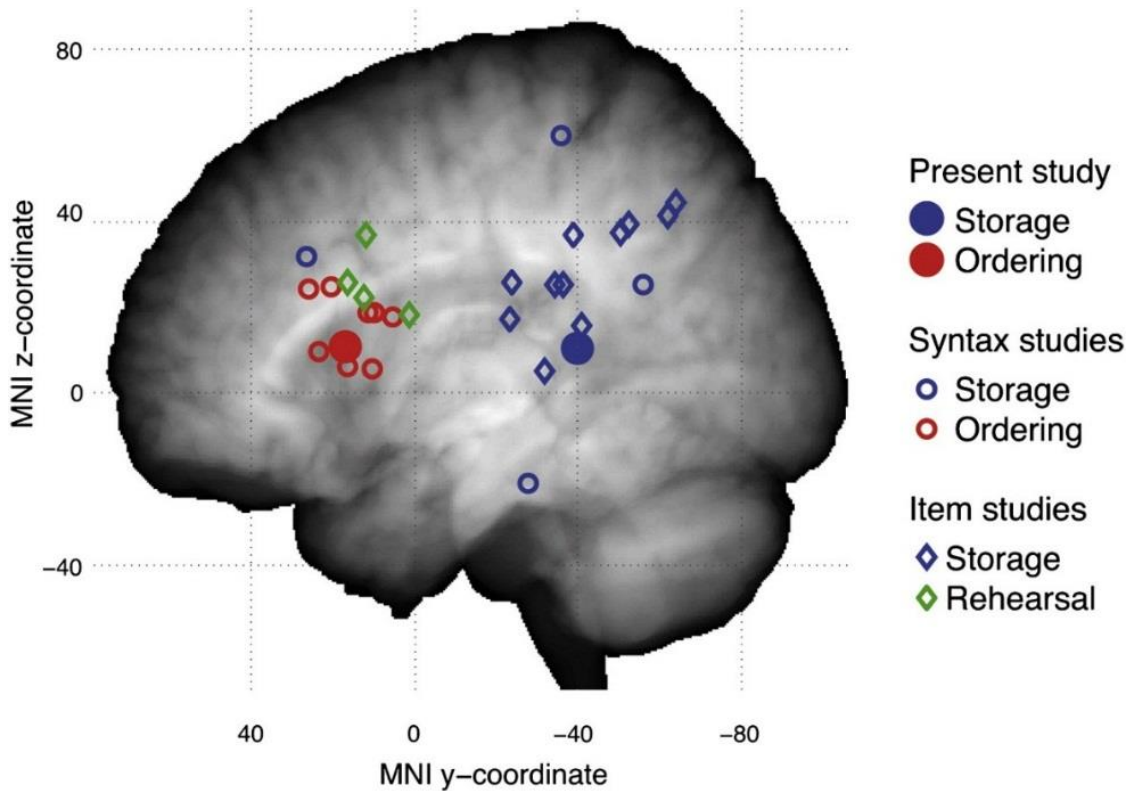 80
40
0
−40
MNI z−coordinate
40
0
−40
−80
MNI y−coordinate
Present study
Storage
Ordering
Syntax studies
Storage
Ordering
Item studies
Storage
Rehearsal